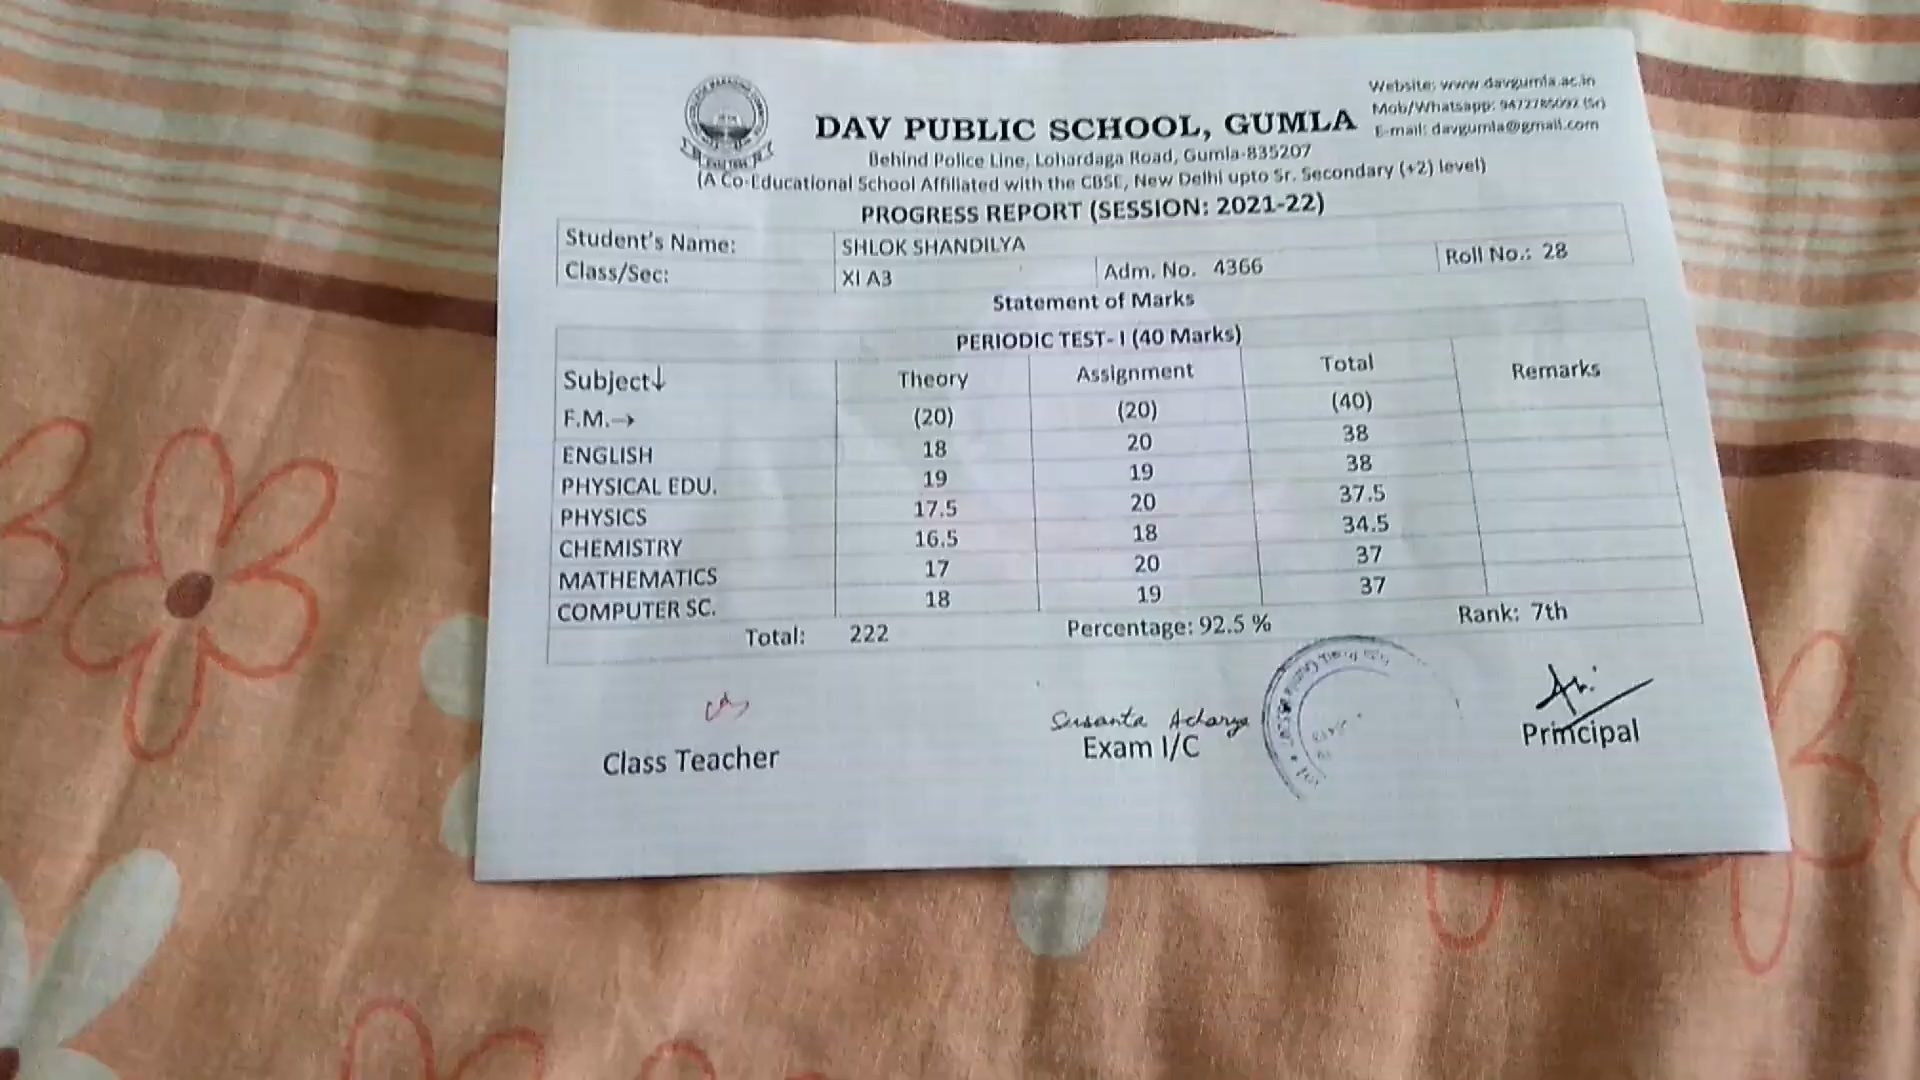 Website: www.davgumla.ac.in
DAV PUBLIC SCHOOL, GUMLA
Mob/Whatsapp: 9472785092 (Sr)
E-mail: davgumla@gmail.com
Behind Police Line, Lohardaga Road, Gumla-835207
(A Co-Educational School Affiliated with the CBSE, New Delhi upto Sr. Secondary (+2) level)
PROGRESS REPORT (SESSION: 2021-22)
Student's Name: SHLOK SHANDILYA
Class/Sec: XI A3 Adm. No. 4366 Roll No.: 28
Statement of Marks
PERIODIC TEST- I (40 Marks)
Subject↓ Theory Assignment Total Remarks
F.M.→ (20) (20) (40)
ENGLISH 18 20 38
PHYSICAL EDU. 19 19 38
PHYSICS 17.5 20 37.5
CHEMISTRY 16.5 18 34.5
MATHEMATICS 17 20 37
COMPUTER SC. 18 19 37
Total: 222 Percentage: 92.5 % Rank: 7th
Susanta Acharya
Class Teacher Exam I/C Principal